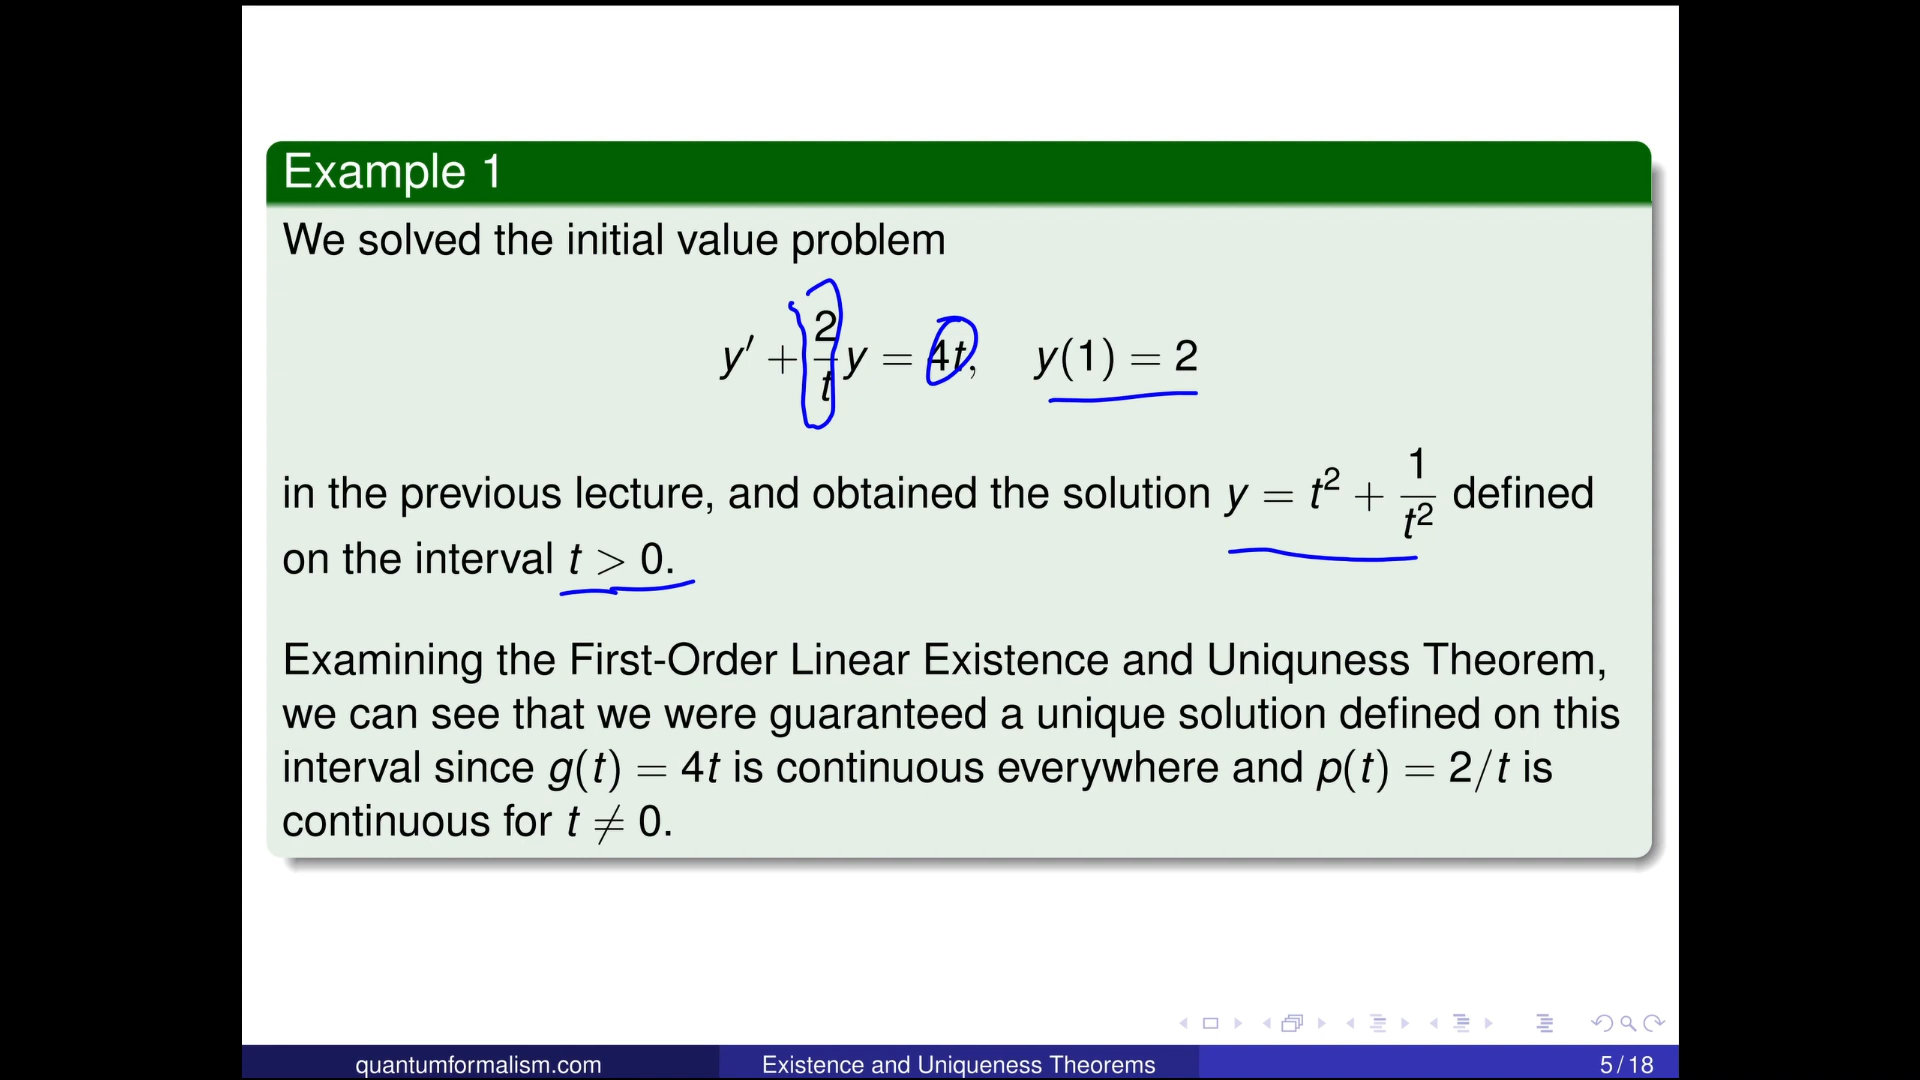 Example 1
We solved the initial value problem
y′ + 2/t y = 4t, y(1) = 2
in the previous lecture, and obtained the solution y = t² + 1/t² defined
on the interval t > 0.
Examining the First-Order Linear Existence and Uniquness Theorem,
we can see that we were guaranteed a unique solution defined on this
interval since g(t) = 4t is continuous everywhere and p(t) = 2/t is
continuous for t ≠ 0.
quantumformalism.com Existence and Uniqueness Theorems 5 / 18